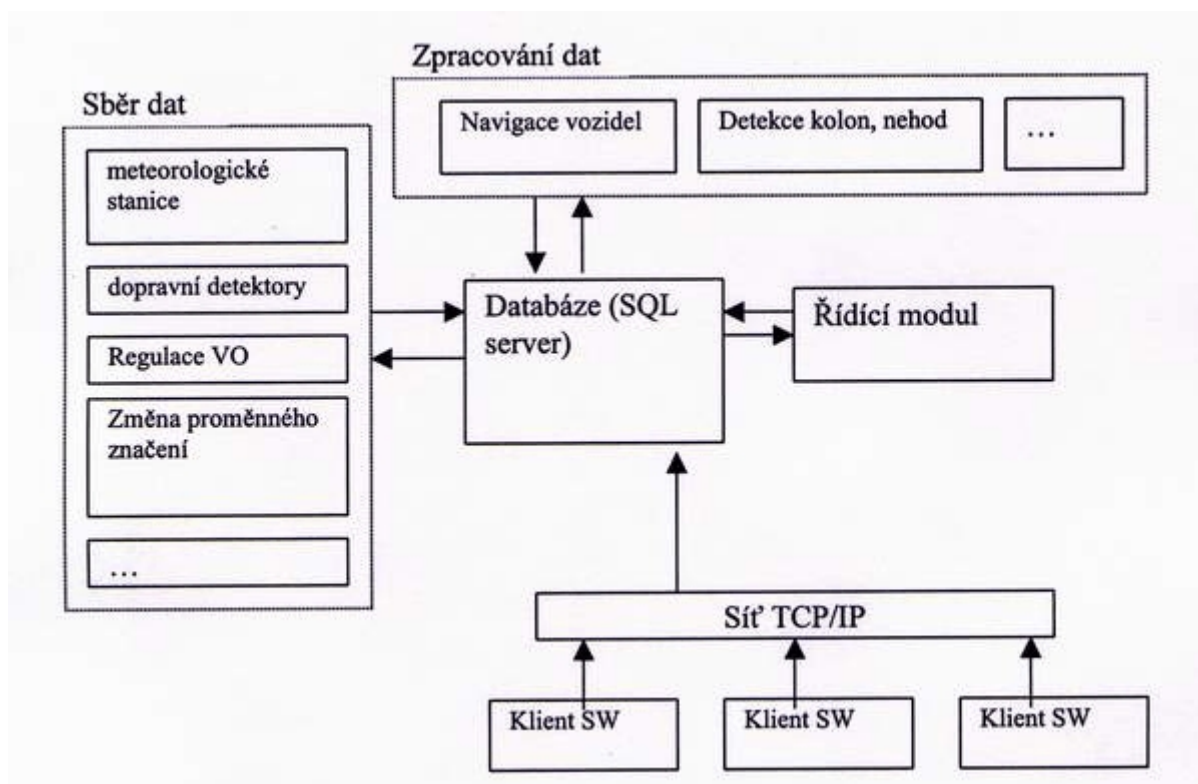 Zpracování dat
Navigace vozidel
Detekce kolon, nehod
...
Sběr dat
meteorologické
stanice
dopravní detektory
Regulace VO
Změna proměnného
značení
...
Databáze (SQL
server)
Řídící modul
Síť TCP/IP
Klient SW
Klient SW
Klient SW